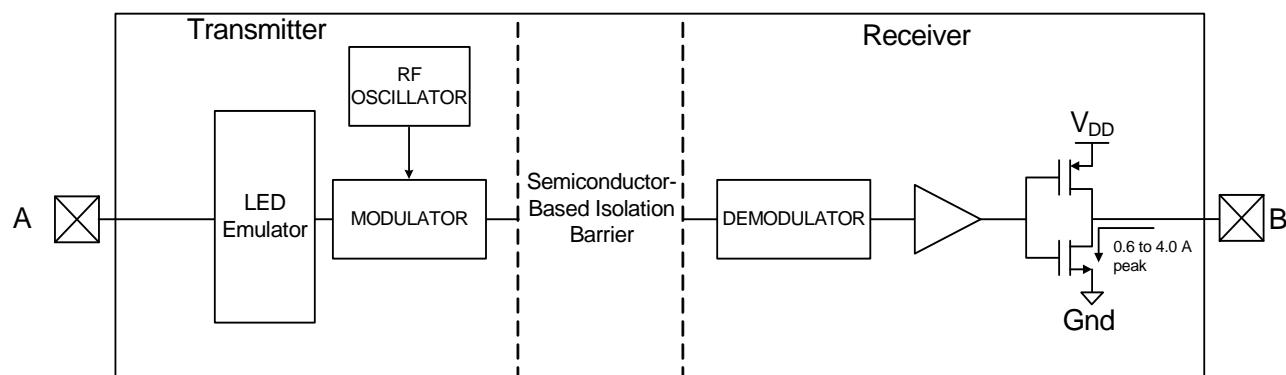 Transmitter
Receiver
RF
OSCILLATOR
V_DD
A
LED
Emulator
MODULATOR
Semiconductor-
Based Isolation
Barrier
DEMODULATOR
B
0.6 to 4.0 A
peak
Gnd